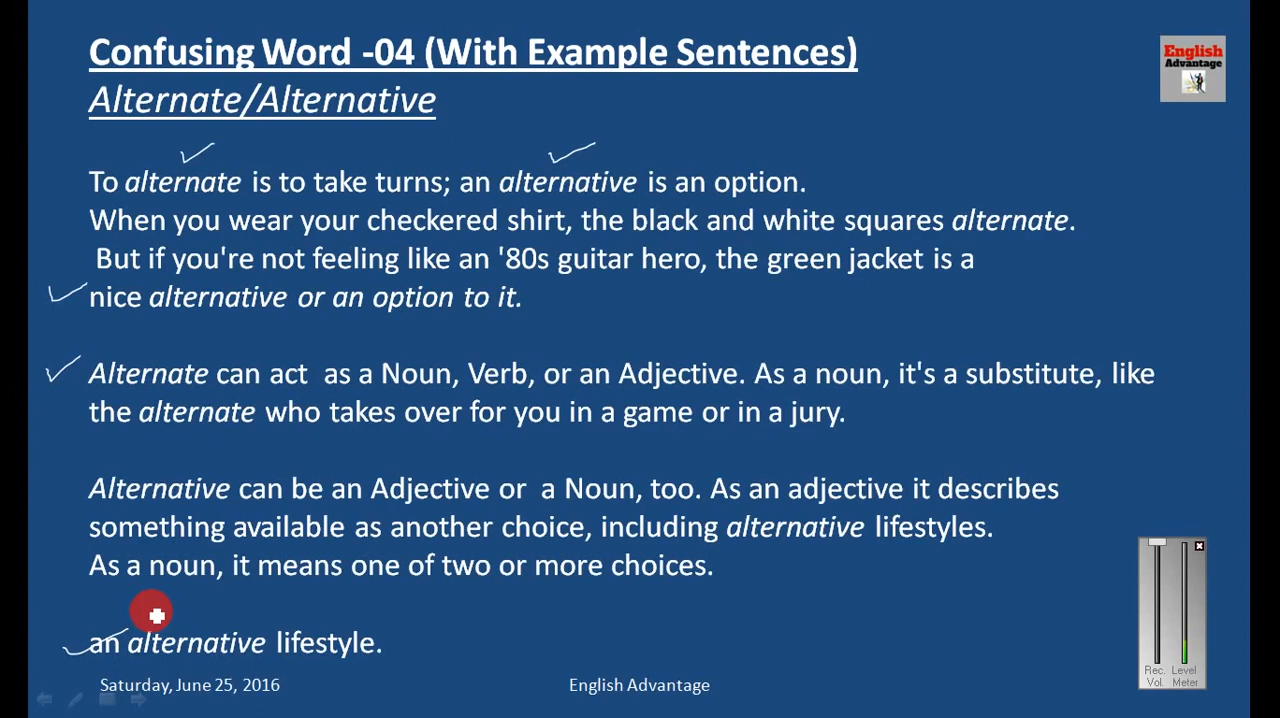 Confusing Word -04 (With Example Sentences)
Alternate/Alternative
English
Advantage
To alternate is to take turns; an alternative is an option.
When you wear your checkered shirt, the black and white squares alternate.
But if you're not feeling like an '80s guitar hero, the green jacket is a
nice alternative or an option to it.
Alternate can act as a Noun, Verb, or an Adjective. As a noun, it's a substitute, like
the alternate who takes over for you in a game or in a jury.
Alternative can be an Adjective or a Noun, too. As an adjective it describes
something available as another choice, including alternative lifestyles.
As a noun, it means one of two or more choices.
an alternative lifestyle.
Saturday, June 25, 2016
English Advantage
Rec. Level
Vol. Meter